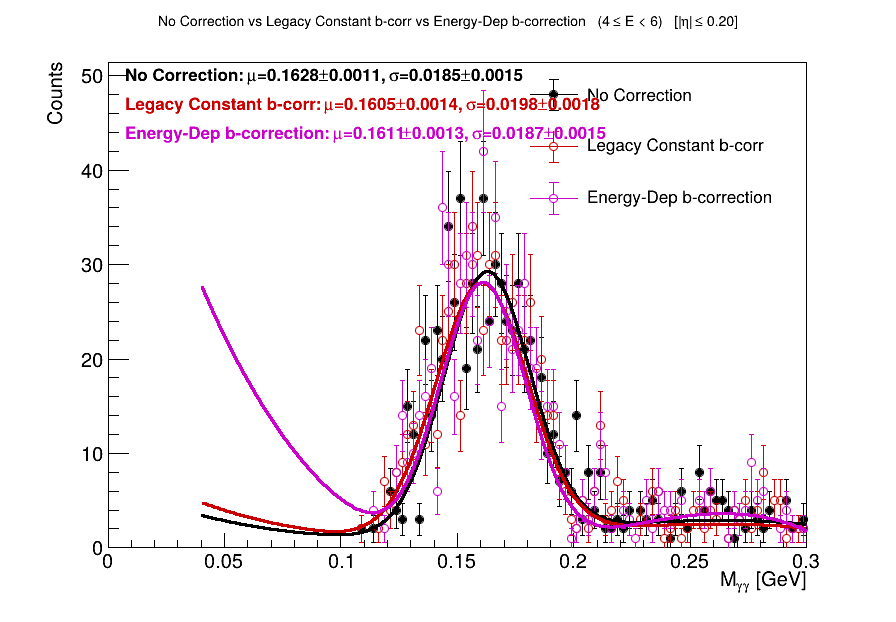 No Correction vs Legacy Constant b-corr vs Energy-Dep b-correction (4 ≤ E < 6) [|η| ≤ 0.20]
Counts
50
40
30
20
10
0
No Correction: μ=0.1628±0.0011, σ=0.0185±0.0015
Legacy Constant b-corr: μ=0.1605±0.0014, σ=0.0198±0.0018
Energy-Dep b-correction: μ=0.1611±0.0013, σ=0.0187±0.0015
No Correction
Legacy Constant b-corr
Energy-Dep b-correction
0 0.05 0.1 0.15 0.2 0.25 0.3
Mγγ [GeV]